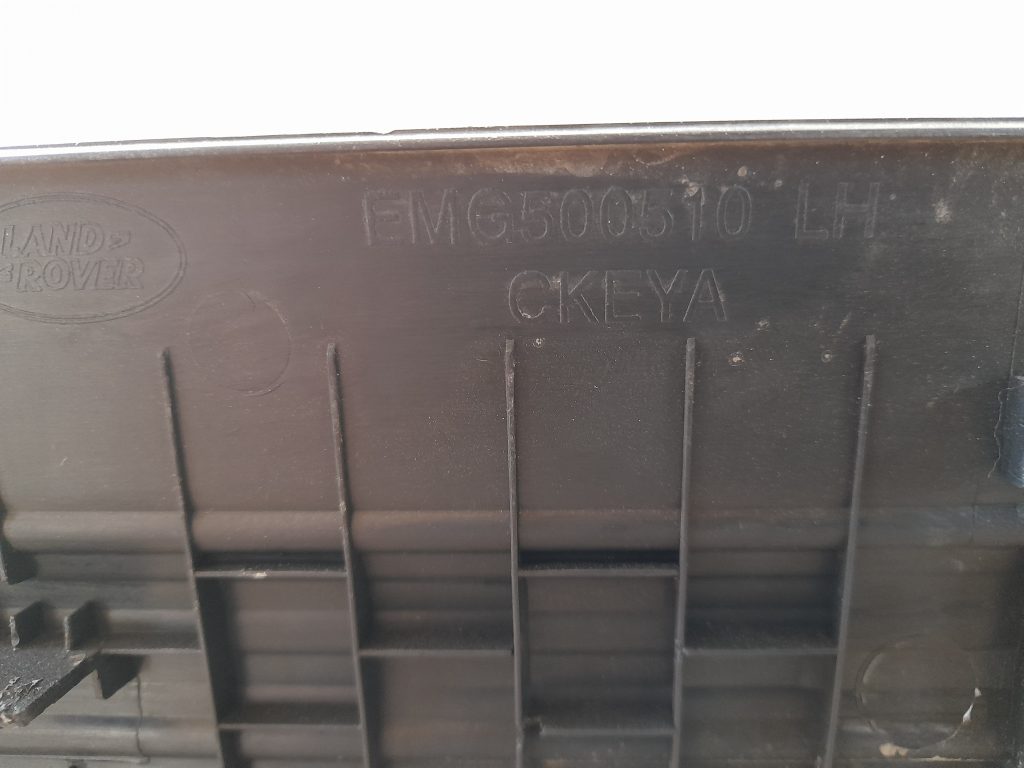 LAND
ROVER
EMG500510 LH
CKEYA